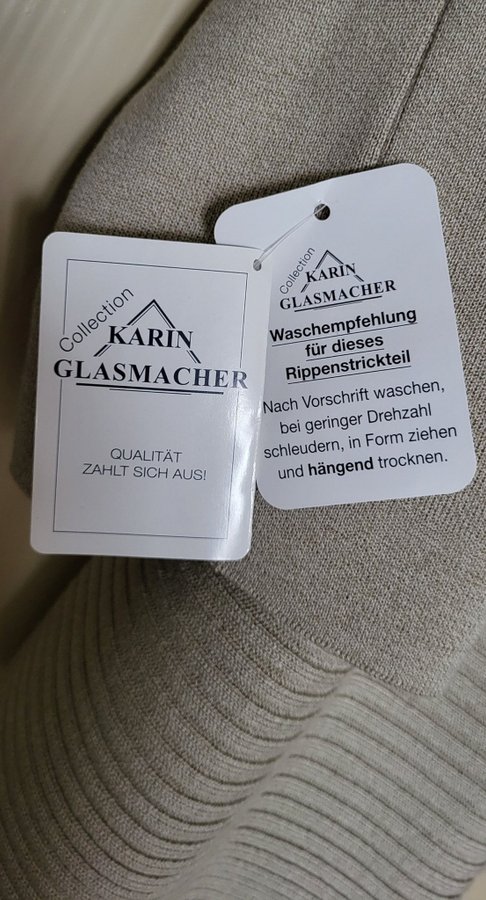 Collection
KARIN
GLASMACHER
QUALITÄT
ZAHLT SICH AUS!
Collection
KARIN
GLASMACHER
Waschempfehlung
für dieses
Rippenstrickteil
Nach Vorschrift waschen,
bei geringer Drehzahl
schleudern, in Form ziehen
und hängend trocknen.